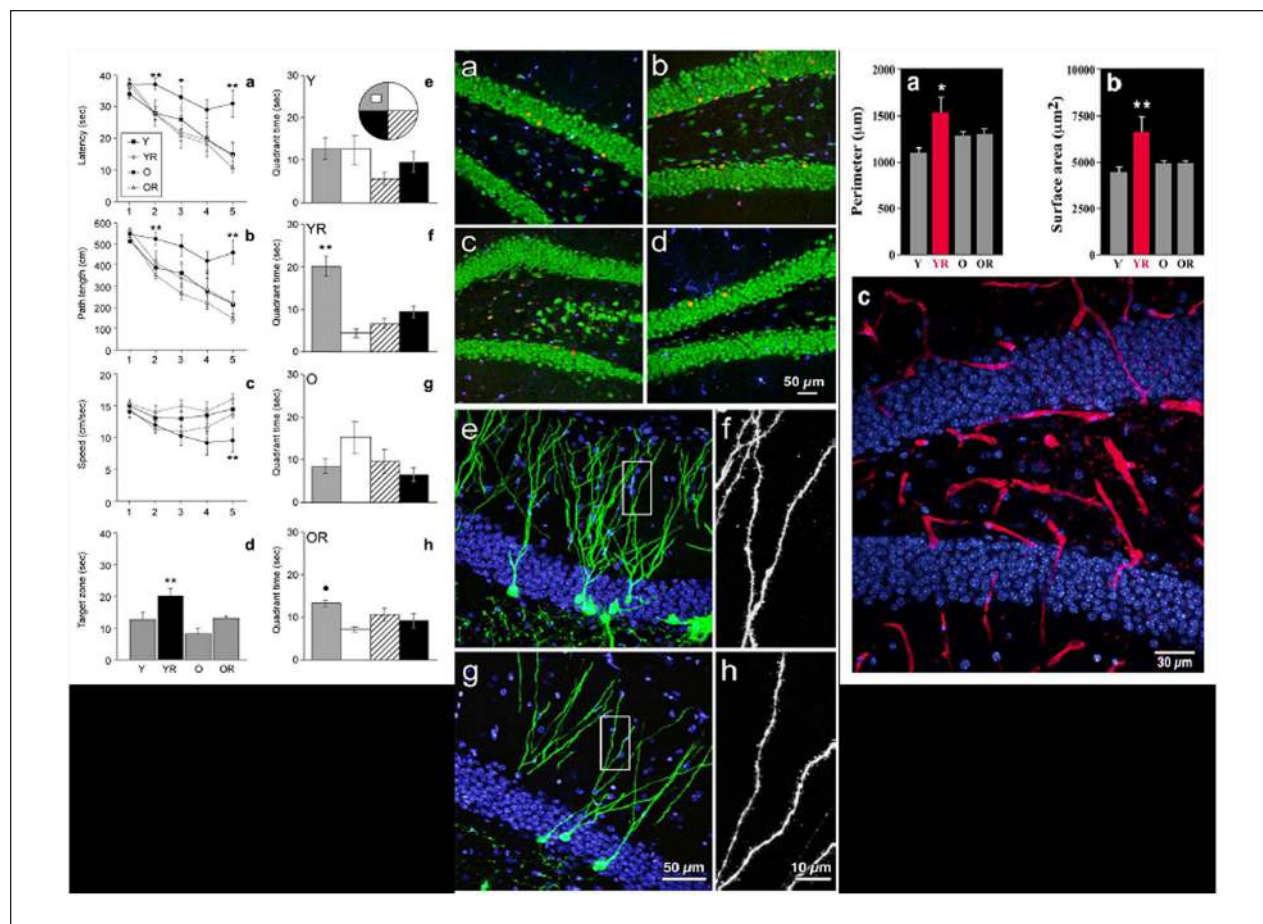 a
Latency (sec)
40
30
20
10
0
** * **
Y
YR
O
OR
1 2 3 4 5
b
Path length (cm)
600
500
400
300
200
100
0
** **
1 2 3 4 5
c
Speed (cm/sec)
20
15
10
5
0
**
1 2 3 4 5
d
Target zone (sec)
40
30
20
10
0
**
Y YR O OR
e
Y
Quadrant time (sec)
30
20
10
0
f
YR
Quadrant time (sec)
30
20
10
0
**
g
O
Quadrant time (sec)
30
20
10
0
h
OR
Quadrant time (sec)
30
20
10
0
a
b
c
d
50 µm
e
f
g
50 µm
h
10 µm
a
Perimeter (µm)
2000
1500
1000
500
0
*
Y YR O OR
b
Surface area (µm²)
10000
7500
5000
2500
0
**
Y YR O OR
c
30 µm